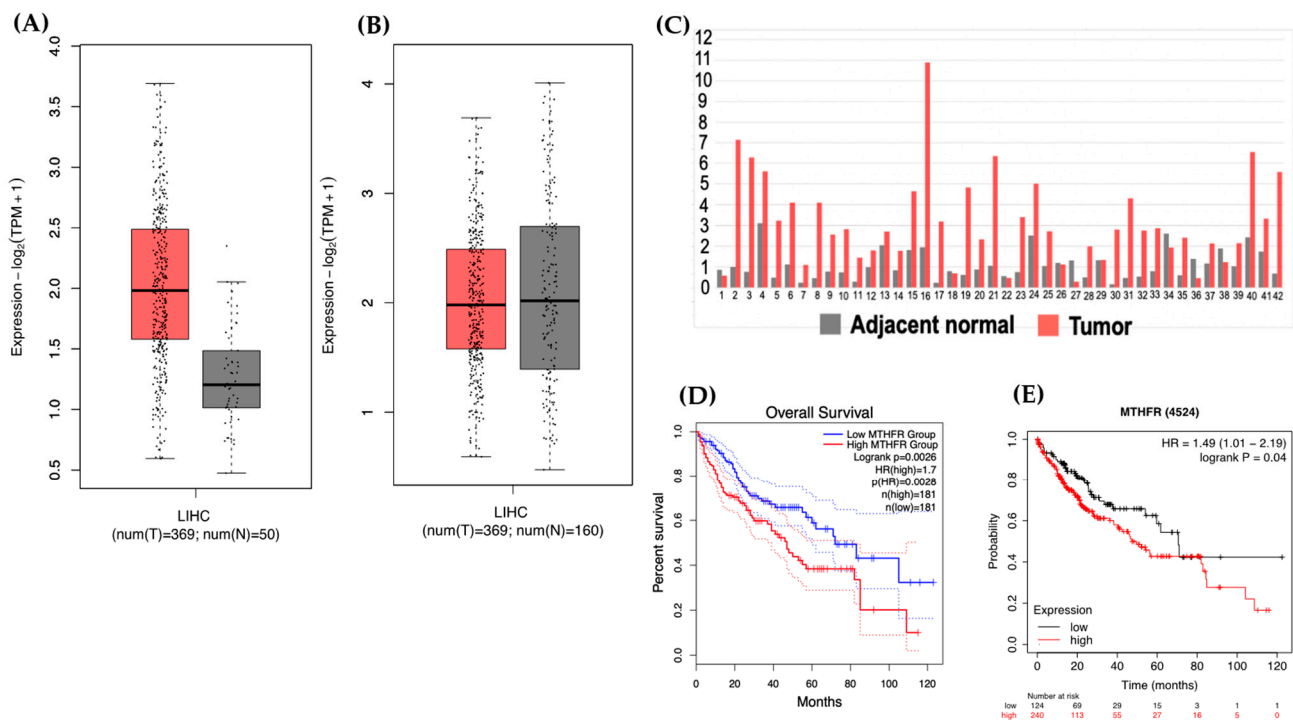 (A)
Expression − log2(TPM + 1)
4.0
3.5
3.0
2.5
2.0
1.5
1.0
0.5
LIHC
(num(T)=369; num(N)=50)
(B)
Expression − log2(TPM + 1)
4
3
2
1
LIHC
(num(T)=369; num(N)=160)
(C)
12
11
10
9
8
7
6
5
4
3
2
1
0
1 2 3 4 5 6 7 8 9 10 11 12 13 14 15 16 17 18 19 20 21 22 23 24 25 26 27 28 29 30 31 32 33 34 35 36 37 38 39 40 41 42
Adjacent normal Tumor
(D)
Overall Survival
Low MTHFR Group
High MTHFR Group
Logrank p=0.0026
HR(high)=1.7
p(HR)=0.0028
n(high)=181
n(low)=181
Percent survival
1.0
0.8
0.6
0.4
0.2
0.0
0 20 40 60 80 100 120
Months
(E)
MTHFR (4524)
HR = 1.49 (1.01 − 2.19)
logrank P = 0.04
Probability
1.0
0.8
0.6
0.4
0.2
0.0
Expression
low
high
0 20 40 60 80 100 120
Time (months)
Number at risk
low 124 69 29 15 3 1 1
high 240 113 55 27 16 5 0